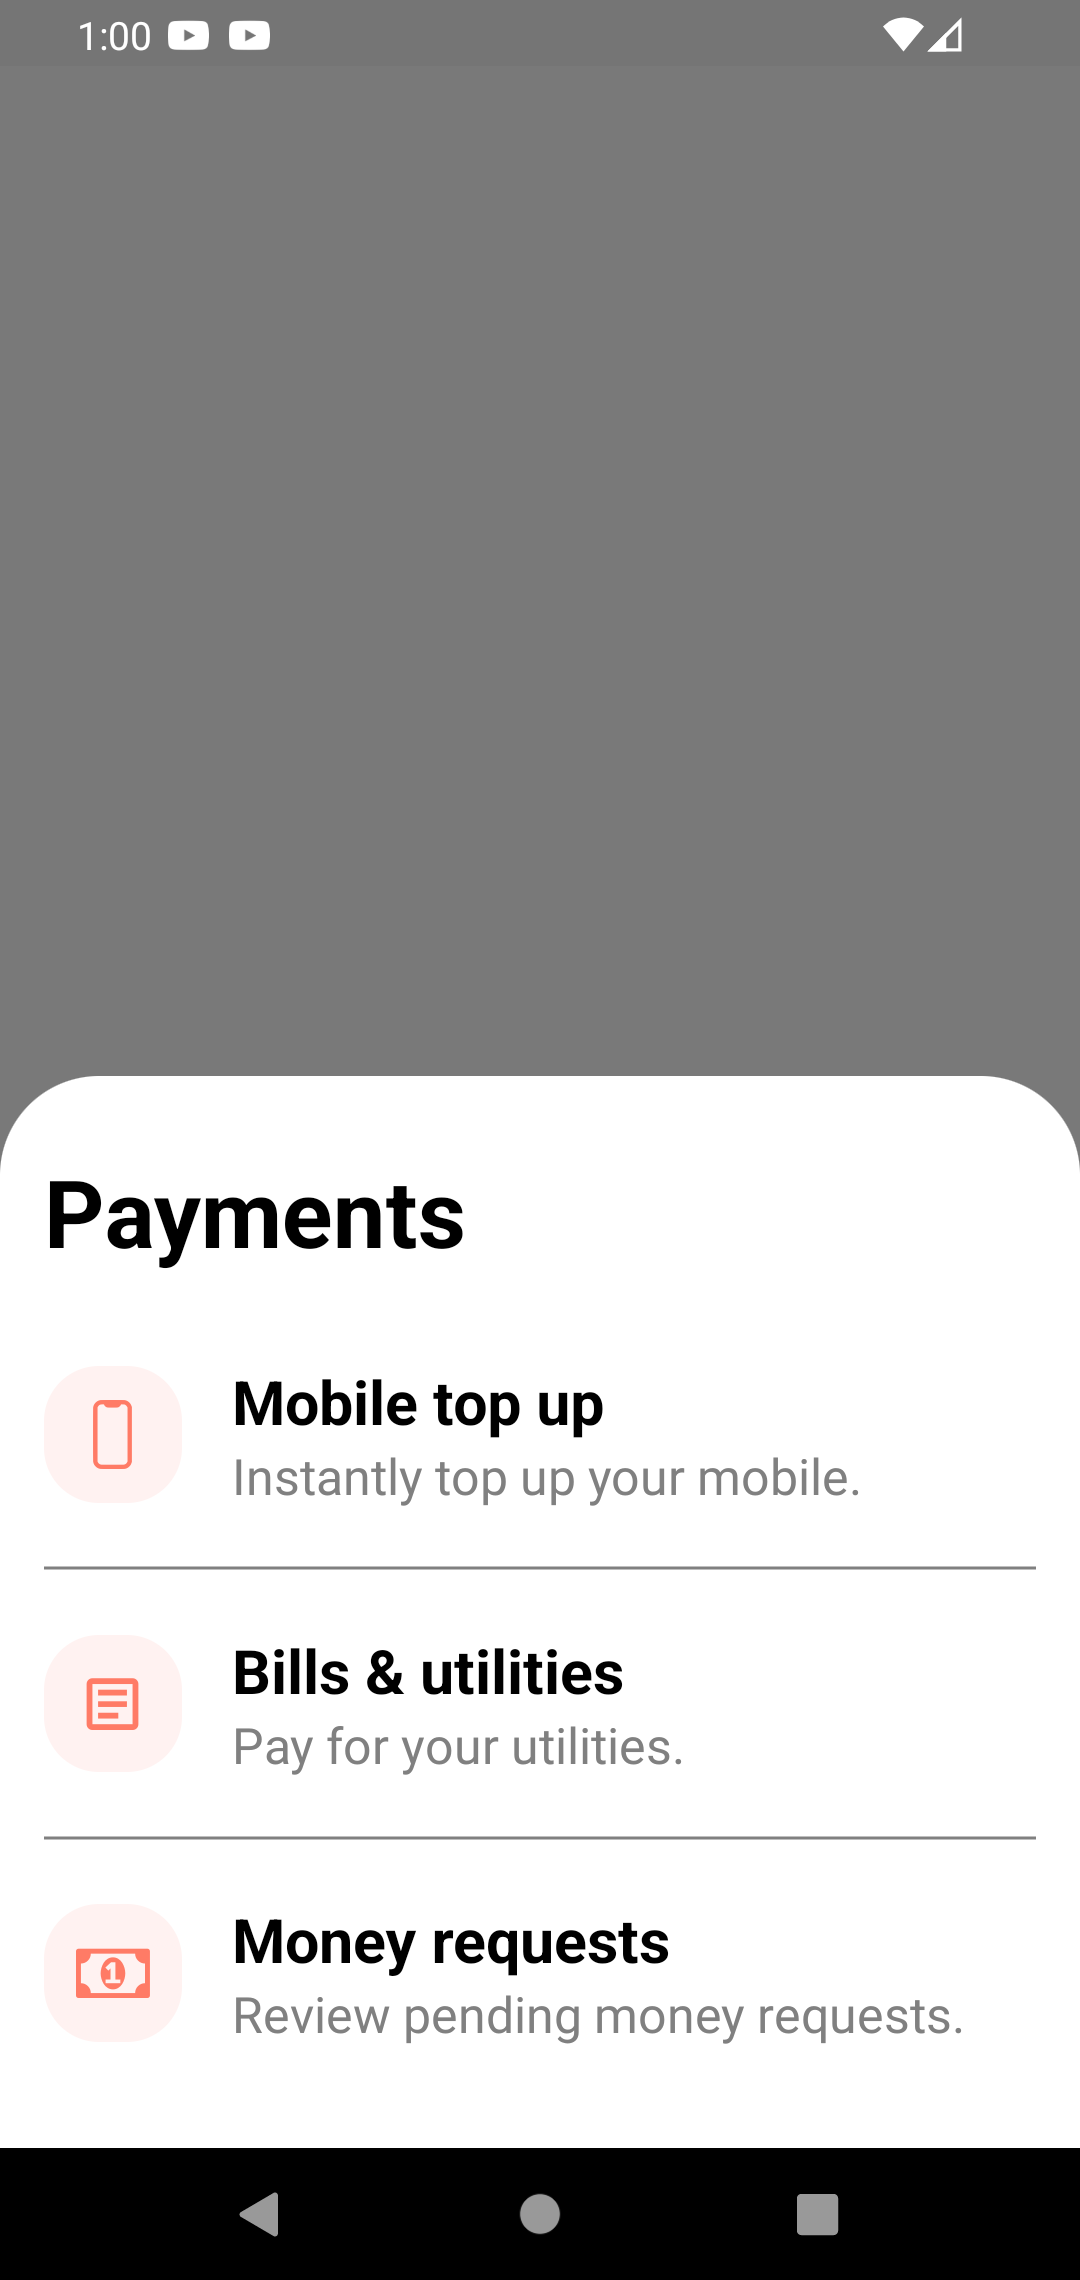 1:00
Payments
Mobile top up
Instantly top up your mobile.
Bills & utilities
Pay for your utilities.
1
Money requests
Review pending money requests.